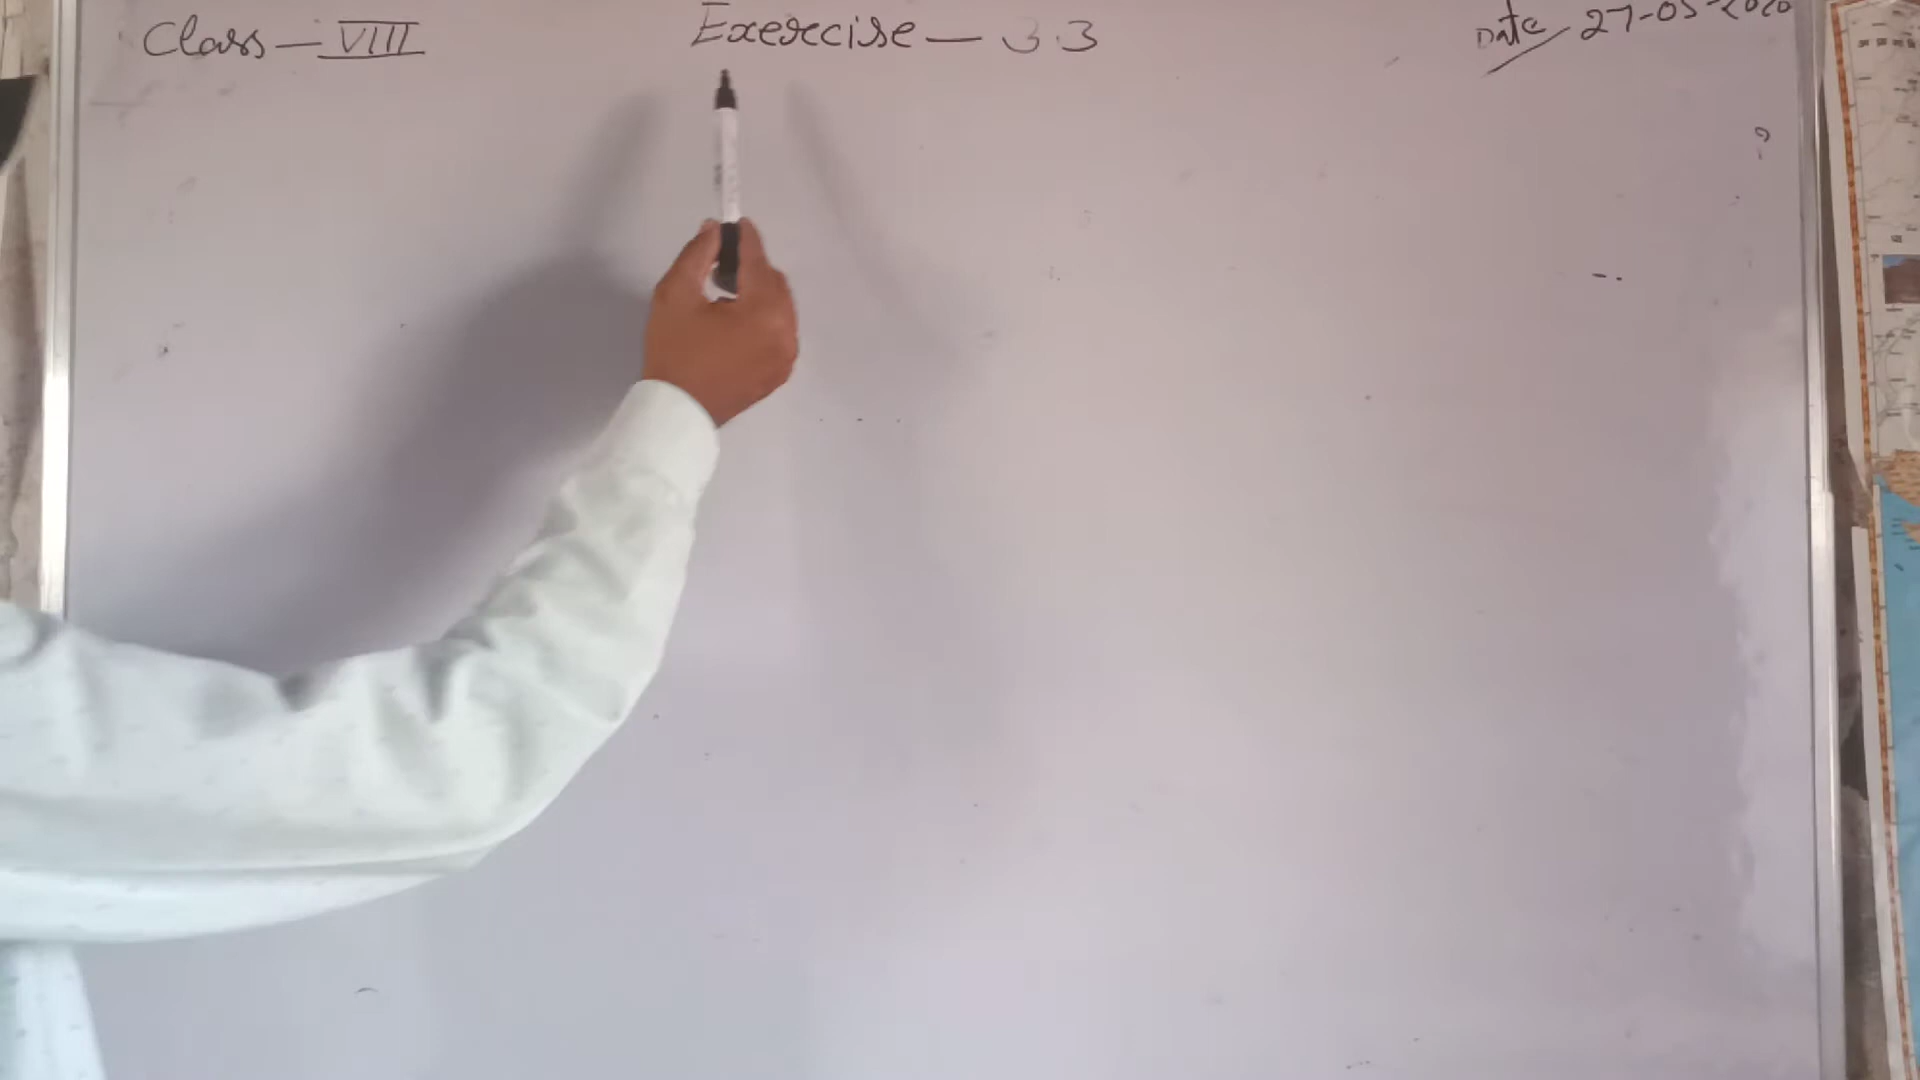 Class - VIII
Exercise - 3.3
Date / 27-05-2020